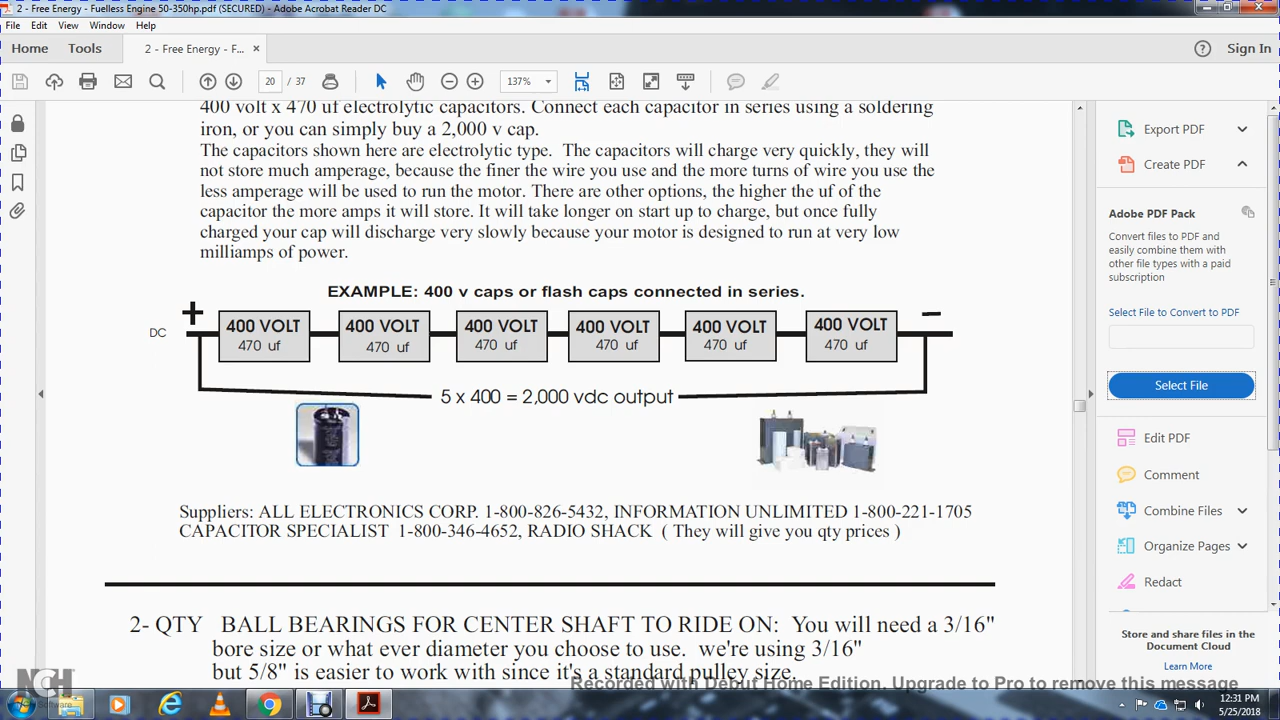 2 - Free Energy - Fuelless Engine 50-350hp.pdf (SECURED) - Adobe Acrobat Reader DC
File Edit View Window Help
Home Tools 2 - Free Energy - F... × Sign In
20 / 37 137%
400 volt x 470 uf electrolytic capacitors. Connect each capacitor in series using a soldering
iron, or you can simply buy a 2,000 v cap.
The capacitors shown here are electrolytic type. The capacitors will charge very quickly, they will
not store much amperage, because the finer the wire you use and the more turns of wire you use the
less amperage will be used to run the motor. There are other options, the higher the uf of the
capacitor the more amps it will store. It will take longer on start up to charge, but once fully
charged your cap will discharge very slowly because your motor is designed to run at very low
milliamps of power.
EXAMPLE: 400 v caps or flash caps connected in series.
+ −
DC
400 VOLT 400 VOLT 400 VOLT 400 VOLT 400 VOLT 400 VOLT
470 uf 470 uf 470 uf 470 uf 470 uf 470 uf
5 x 400 = 2,000 vdc output
Suppliers: ALL ELECTRONICS CORP. 1-800-826-5432, INFORMATION UNLIMITED 1-800-221-1705
CAPACITOR SPECIALIST 1-800-346-4652, RADIO SHACK ( They will give you qty prices )
2- QTY BALL BEARINGS FOR CENTER SHAFT TO RIDE ON: You will need a 3/16"
bore size or what ever diameter you choose to use. we're using 3/16"
but 5/8" is easier to work with since it's a standard pulley size.
Export PDF
Create PDF
Adobe PDF Pack
Convert files to PDF and
easily combine them with
other file types with a paid
subscription
Select File to Convert to PDF
Select File
Edit PDF
Comment
Combine Files
Organize Pages
Redact
Store and share files in the
Document Cloud
Learn More
Recorded with Debut Home Edition. Upgrade to Pro to remove this message
NCH Software
12:31 PM
5/25/2018